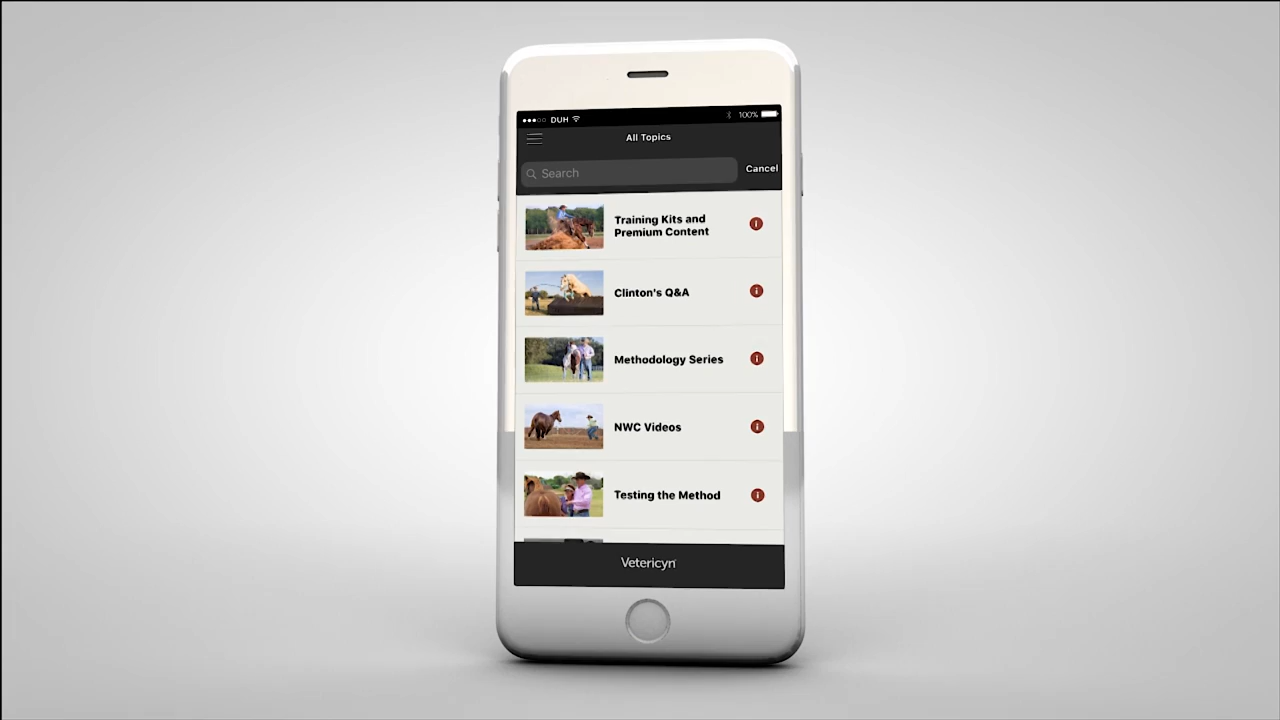 DUH
100%
All Topics
Search
Cancel
Training Kits and
Premium Content
Clinton's Q&A
Methodology Series
NWC Videos
Testing the Method
Vetericyn